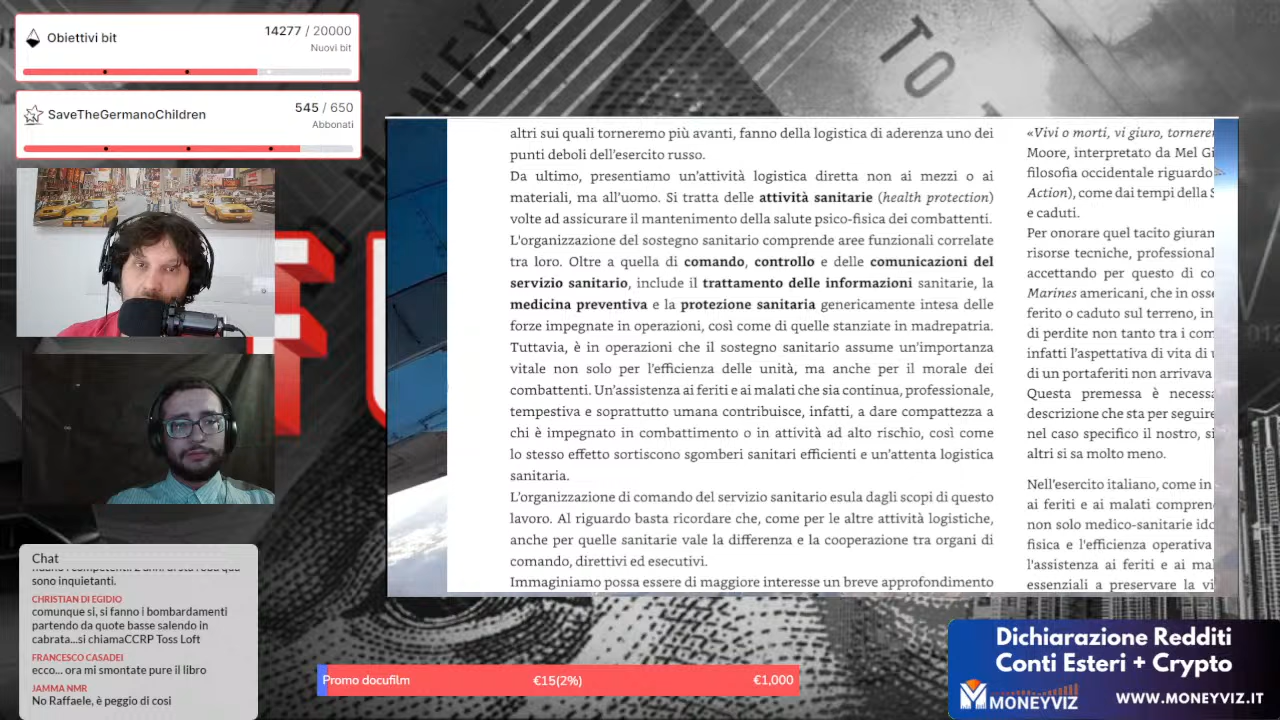 Obiettivi bit
14277 / 20000
Nuovi bit
SaveTheGermanoChildren
545 / 650
Abbonati
altri sui quali torneremo più avanti, fanno della logistica di aderenza uno dei
punti deboli dell'esercito russo.
Da ultimo, presentiamo un'attività logistica diretta non ai mezzi o ai
materiali, ma all'uomo. Si tratta delle attività sanitarie (health protection)
volte ad assicurare il mantenimento della salute psico-fisica dei combattenti.
L'organizzazione del sostegno sanitario comprende aree funzionali correlate
tra loro. Oltre a quella di comando, controllo e delle comunicazioni del
servizio sanitario, include il trattamento delle informazioni sanitarie, la
medicina preventiva e la protezione sanitaria genericamente intesa delle
forze impegnate in operazioni, così come di quelle stanziate in madrepatria.
Tuttavia, è in operazioni che il sostegno sanitario assume un'importanza
vitale non solo per l'efficienza delle unità, ma anche per il morale dei
combattenti. Un'assistenza ai feriti e ai malati che sia continua, professionale,
tempestiva e soprattutto umana contribuisce, infatti, a dare compattezza a
chi è impegnato in combattimento o in attività ad alto rischio, così come
lo stesso effetto sortiscono sgomberi sanitari efficienti e un'attenta logistica
sanitaria.
L'organizzazione di comando del servizio sanitario esula dagli scopi di questo
lavoro. Al riguardo basta ricordare che, come per le altre attività logistiche,
anche per quelle sanitarie vale la differenza e la cooperazione tra organi di
comando, direttivi ed esecutivi.
Immaginiamo possa essere di maggiore interesse un breve approfondimento
«Vivi o morti, vi giuro,
Moore, interpretato da Mel
filosofia occidentale riguardo
Action), come dai tempi della
e caduti.
Per onorare quel tacito
risorse tecniche,
accettando per questo di
Marines americani, che in
ferito o caduto sul terreno,
di perdite non tanto tra i
infatti l'aspettativa di vita di
di un portaferiti non arrivava
Questa premessa è
descrizione che sta per seguire
nel caso specifico il nostro,
altri si sa molto meno.
Nell'esercito italiano, come in
ai feriti e ai malati
non solo medico-sanitarie
fisica e l'efficienza operativa
l'assistenza ai feriti e ai
essenziali a preservare la
Chat
sono inquietanti.
CHRISTIAN DI EGIDIO
comunque si, si fanno i bombardamenti
partendo da quote basse salendo in
cabrata...si chiamaCCRP Toss Loft
FRANCESCO CASADEI
ecco... ora mi smontate pure il libro
JAMMA NMR
No Raffaele, è peggio di cosi
Promo docufilm
€15(2%)
€1,000
Dichiarazione Redditi
Conti Esteri + Crypto
MONEYVIZ
WWW.MONEYVIZ.IT
TO